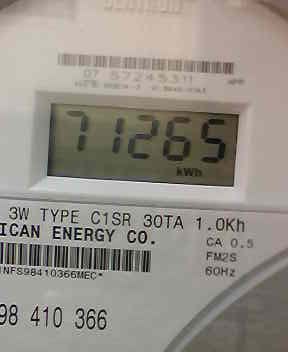 07 57245311
71265
kWh
3W TYPE C1SR 30TA 1.0Kh
ICAN ENERGY CO.
CA 0.5
FM2S
60Hz
INFS98410366MEC*
98 410 366